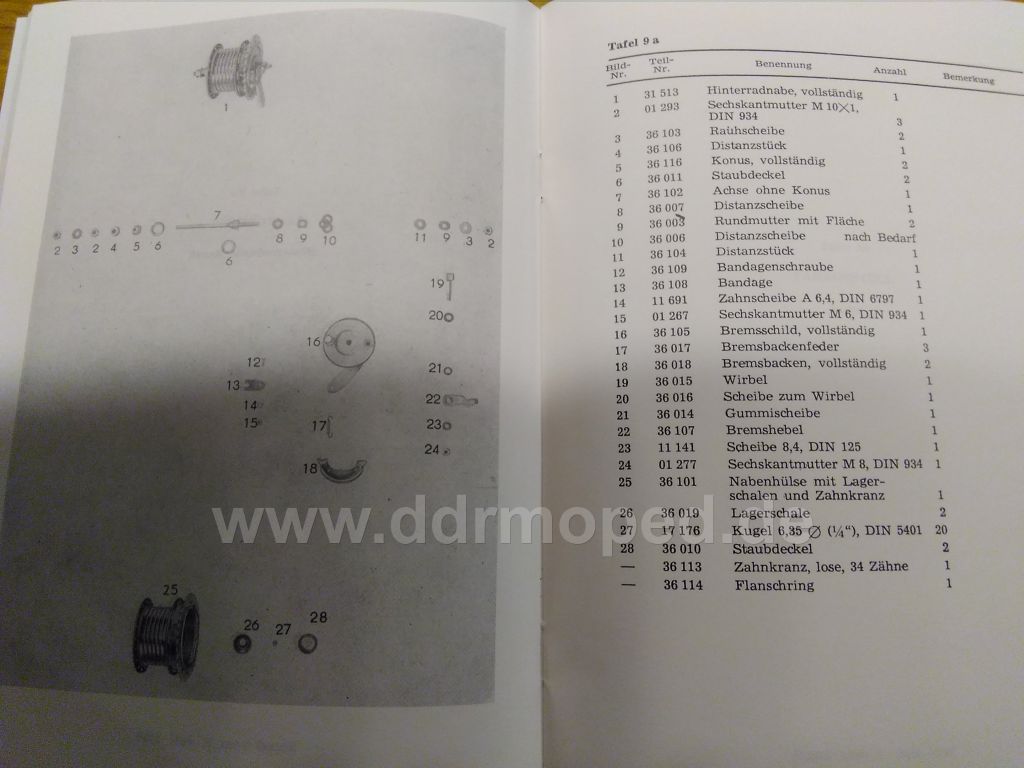 1
7
2 3 2 4 5 6
6
8 9 10
11 9 3 2
19
20
16
12
13
14
15
21
22
23
24
17
18
25
26
27
28
www.ddrmoped.de
Tafel 9 a
Bild-Nr. Teil-Nr. Benennung Anzahl Bemerkung
1 31 513 Hinterradnabe, vollständig 1
2 01 293 Sechskantmutter M 10×1,
DIN 934 3
3 36 103 Rauhscheibe 2
4 36 106 Distanzstück 1
5 36 116 Konus, vollständig 2
6 36 011 Staubdeckel 2
7 36 102 Achse ohne Konus 1
8 36 007 Distanzscheibe 1
9 36 003 Rundmutter mit Fläche 2
10 36 006 Distanzscheibe nach Bedarf
11 36 104 Distanzstück 1
12 36 109 Bandagenschraube 1
13 36 108 Bandage 1
14 11 691 Zahnscheibe A 6,4, DIN 6797 1
15 01 267 Sechskantmutter M 6, DIN 934 1
16 36 105 Bremsschild, vollständig 1
17 36 017 Bremsbackenfeder 3
18 36 018 Bremsbacken, vollständig 2
19 36 015 Wirbel 1
20 36 016 Scheibe zum Wirbel 1
21 36 014 Gummischeibe 1
22 36 107 Bremshebel 1
23 11 141 Scheibe 8,4, DIN 125 1
24 01 277 Sechskantmutter M 8, DIN 934 1
25 36 101 Nabenhülse mit Lager-
schalen und Zahnkranz 1
26 36 019 Lagerschale 2
27 17 176 Kugel 6,35 ∅ (¼"), DIN 5401 20
28 36 010 Staubdeckel 2
— 36 113 Zahnkranz, lose, 34 Zähne 1
— 36 114 Flanschring 1